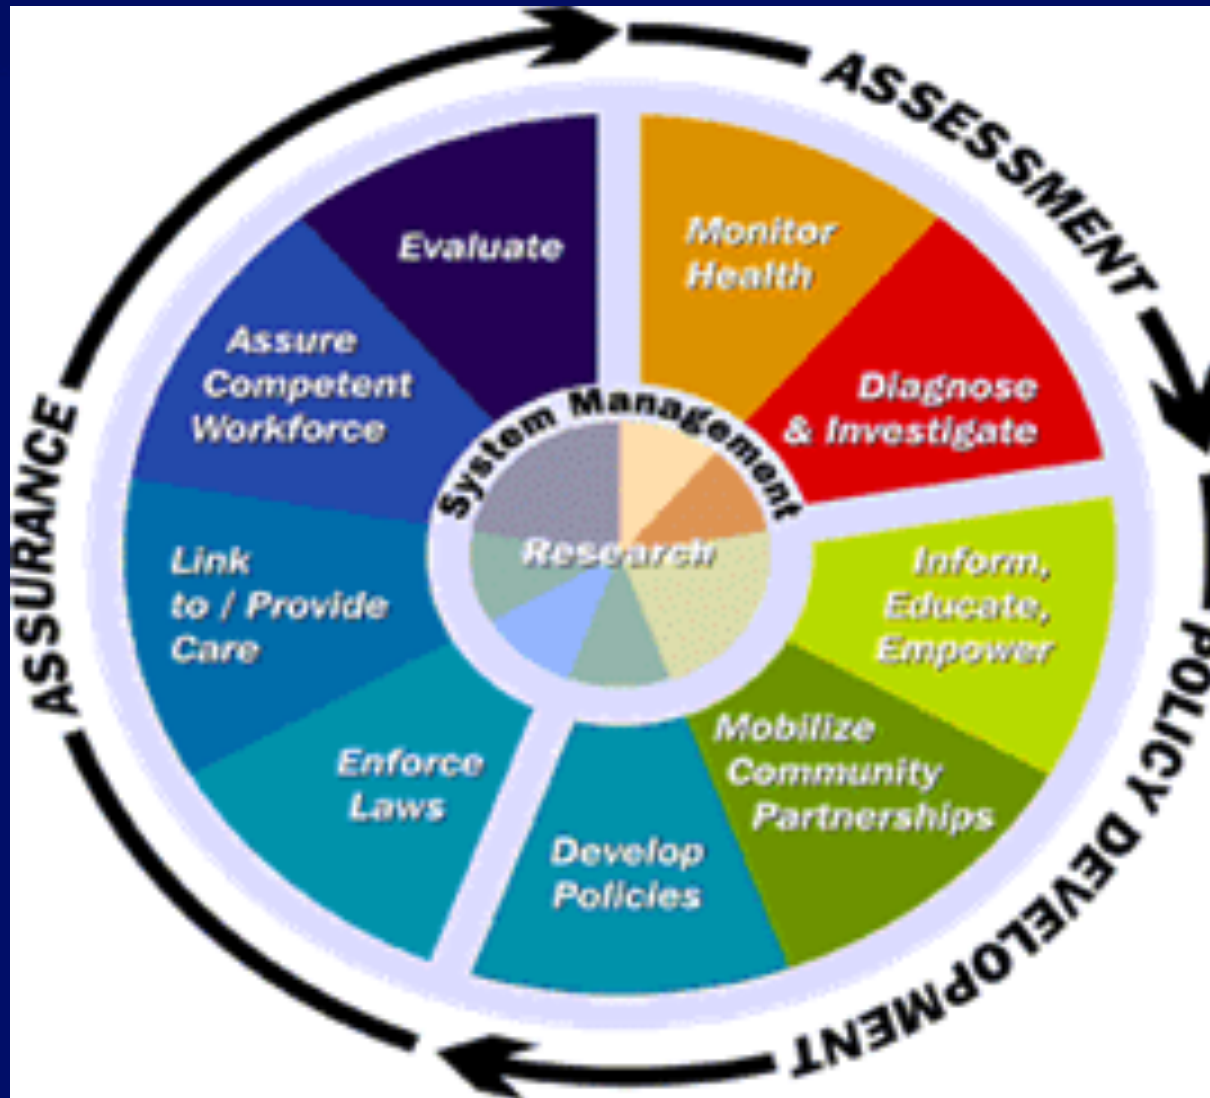 ASSESSMENT
Monitor
Health
Diagnose
& Investigate
POLICY DEVELOPMENT
Inform,
Educate,
Empower
Mobilize
Community
Partnerships
Develop
Policies
ASSURANCE
Enforce
Laws
Link
to / Provide
Care
Assure
Competent
Workforce
Evaluate
System Management
Research